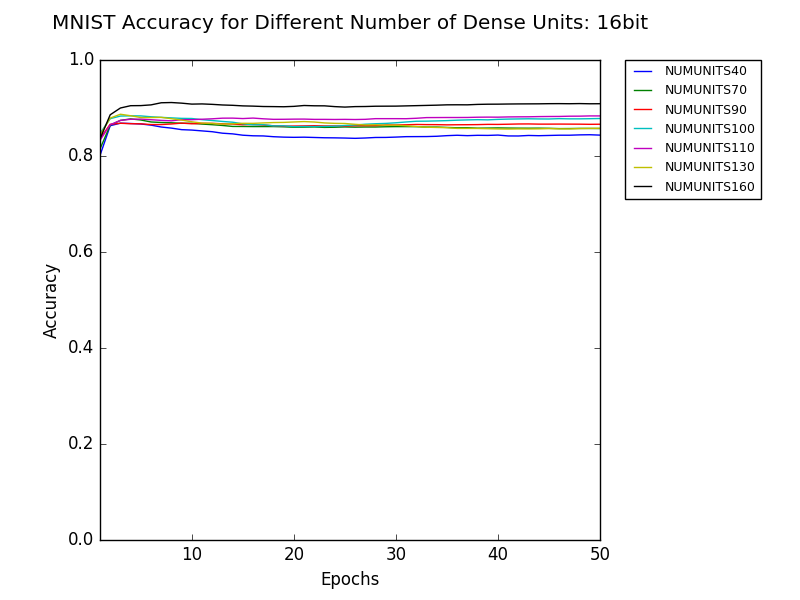 MNIST Accuracy for Different Number of Dense Units: 16bit
1.0
0.8
0.6
0.4
0.2
0.0
Accuracy
10 20 30 40 50
Epochs
NUMUNITS40
NUMUNITS70
NUMUNITS90
NUMUNITS100
NUMUNITS110
NUMUNITS130
NUMUNITS160